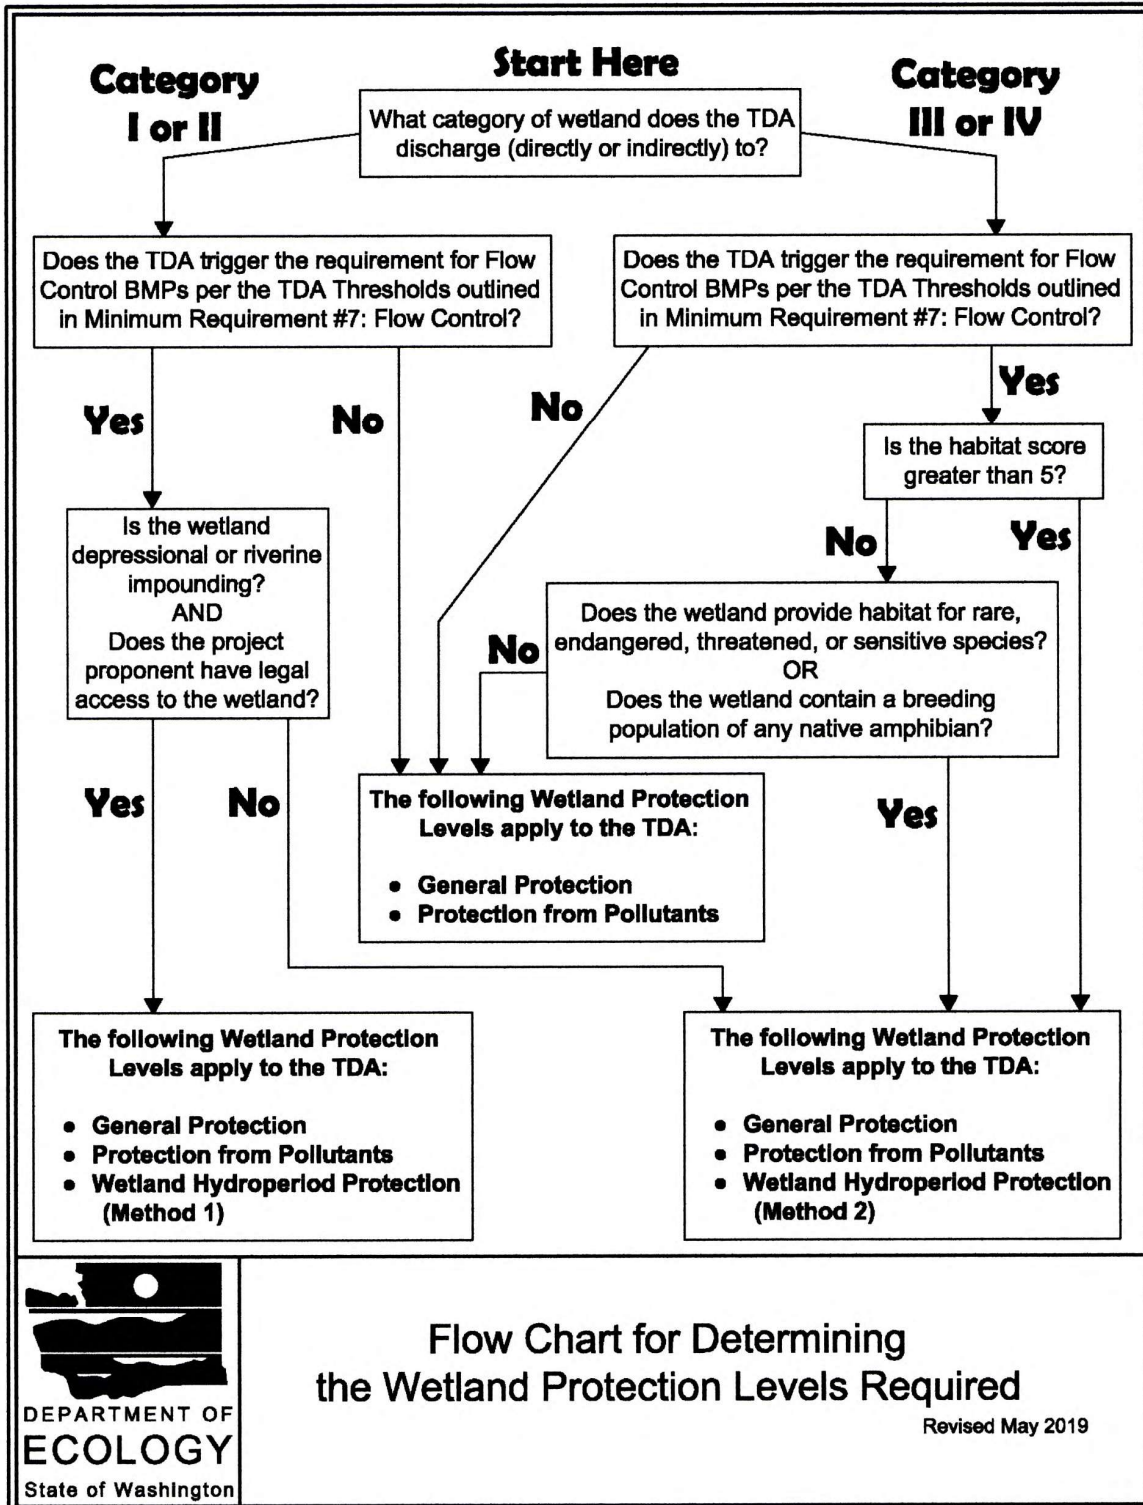 Start Here
Category
I or II
Category
III or IV
What category of wetland does the TDA
discharge (directly or indirectly) to?
Does the TDA trigger the requirement for Flow
Control BMPs per the TDA Thresholds outlined
in Minimum Requirement #7: Flow Control?
Does the TDA trigger the requirement for Flow
Control BMPs per the TDA Thresholds outlined
in Minimum Requirement #7: Flow Control?
Yes
No
No
Yes
Is the habitat score
greater than 5?
Is the wetland
depressional or riverine
impounding?
AND
Does the project
proponent have legal
access to the wetland?
No
Yes
Does the wetland provide habitat for rare,
endangered, threatened, or sensitive species?
OR
Does the wetland contain a breeding
population of any native amphibian?
No
Yes
No
Yes
The following Wetland Protection
Levels apply to the TDA:
• General Protection
• Protection from Pollutants
The following Wetland Protection
Levels apply to the TDA:
• General Protection
• Protection from Pollutants
• Wetland Hydroperiod Protection
(Method 1)
The following Wetland Protection
Levels apply to the TDA:
• General Protection
• Protection from Pollutants
• Wetland Hydroperiod Protection
(Method 2)
DEPARTMENT OF
ECOLOGY
State of Washington
Flow Chart for Determining
the Wetland Protection Levels Required
Revised May 2019